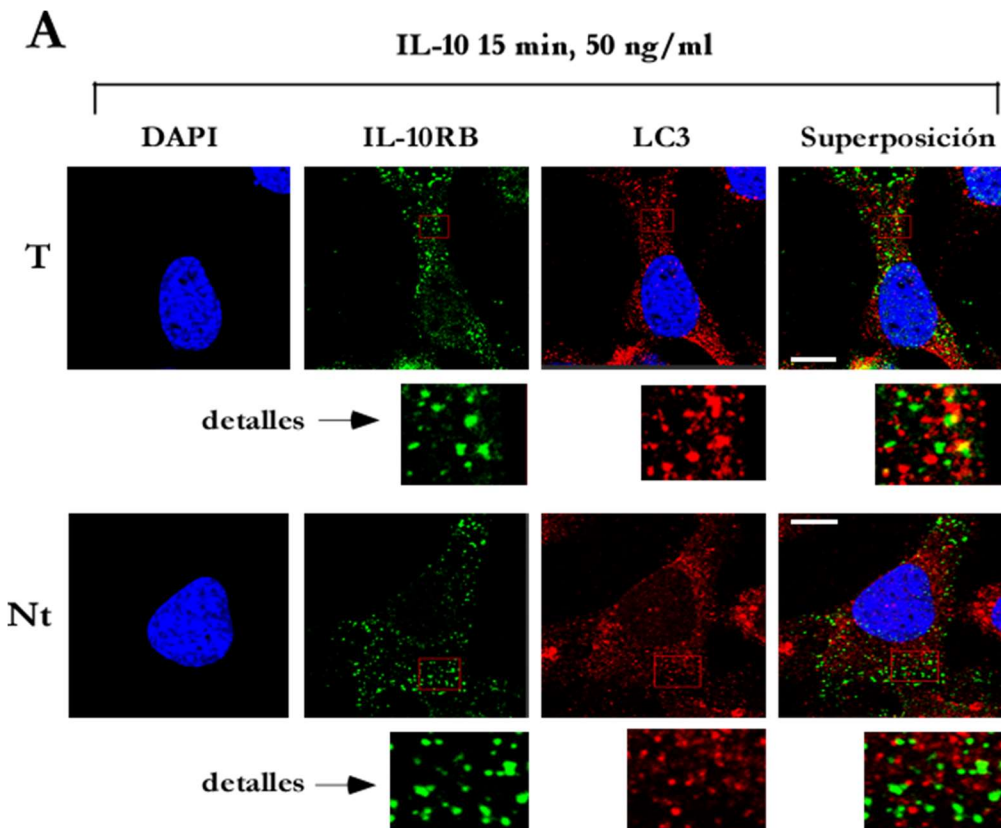 A
IL-10 15 min, 50 ng/ml
DAPI IL-10RB LC3 Superposición
T
detalles
Nt
detalles